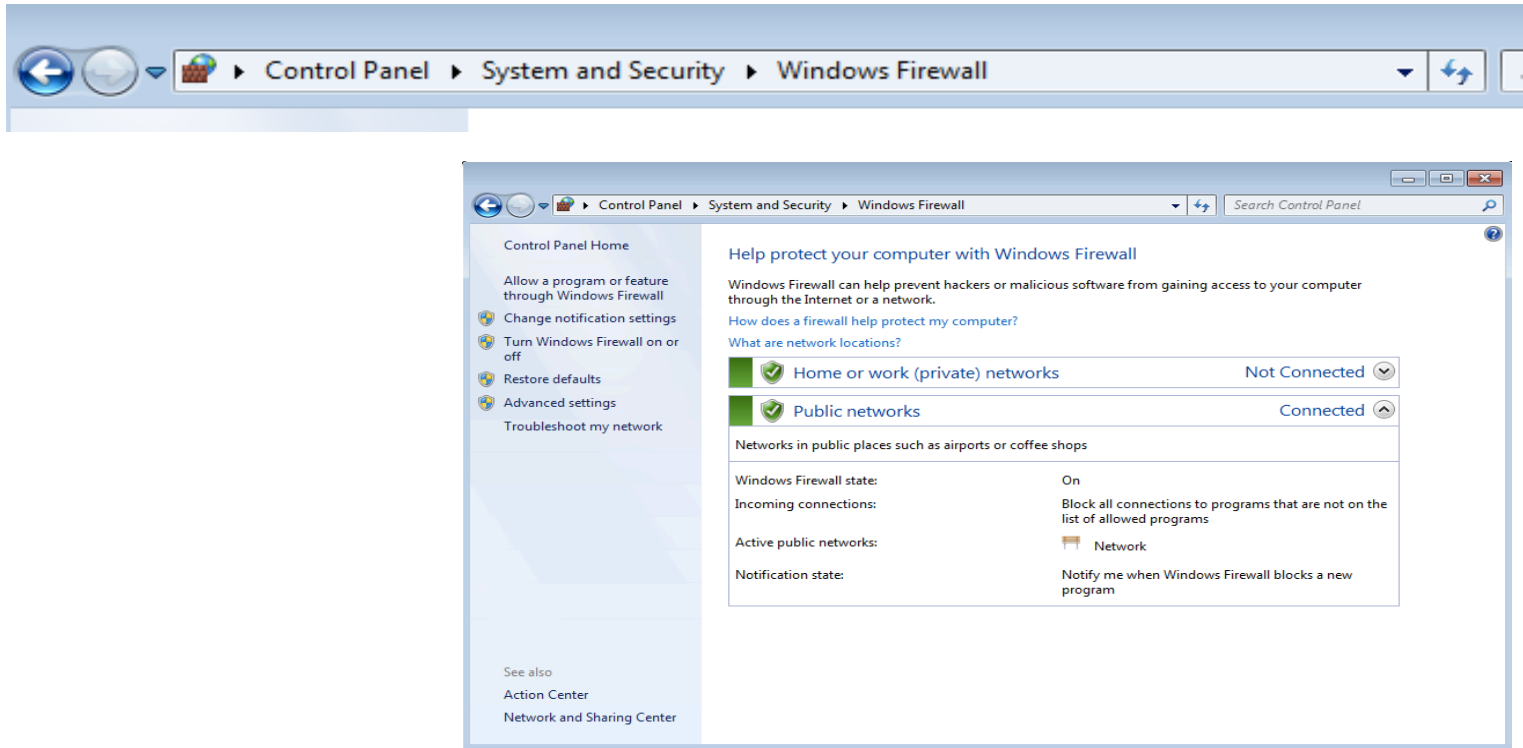 Control Panel System and Security Windows Firewall
Control Panel System and Security Windows Firewall
Search Control Panel
Control Panel Home
Allow a program or feature
through Windows Firewall
Change notification settings
Turn Windows Firewall on or
off
Restore defaults
Advanced settings
Troubleshoot my network
See also
Action Center
Network and Sharing Center
Help protect your computer with Windows Firewall
Windows Firewall can help prevent hackers or malicious software from gaining access to your computer
through the Internet or a network.
How does a firewall help protect my computer?
What are network locations?
Home or work (private) networks Not Connected
Public networks Connected
Networks in public places such as airports or coffee shops
Windows Firewall state: On
Incoming connections: Block all connections to programs that are not on the
list of allowed programs
Active public networks: Network
Notification state: Notify me when Windows Firewall blocks a new
program